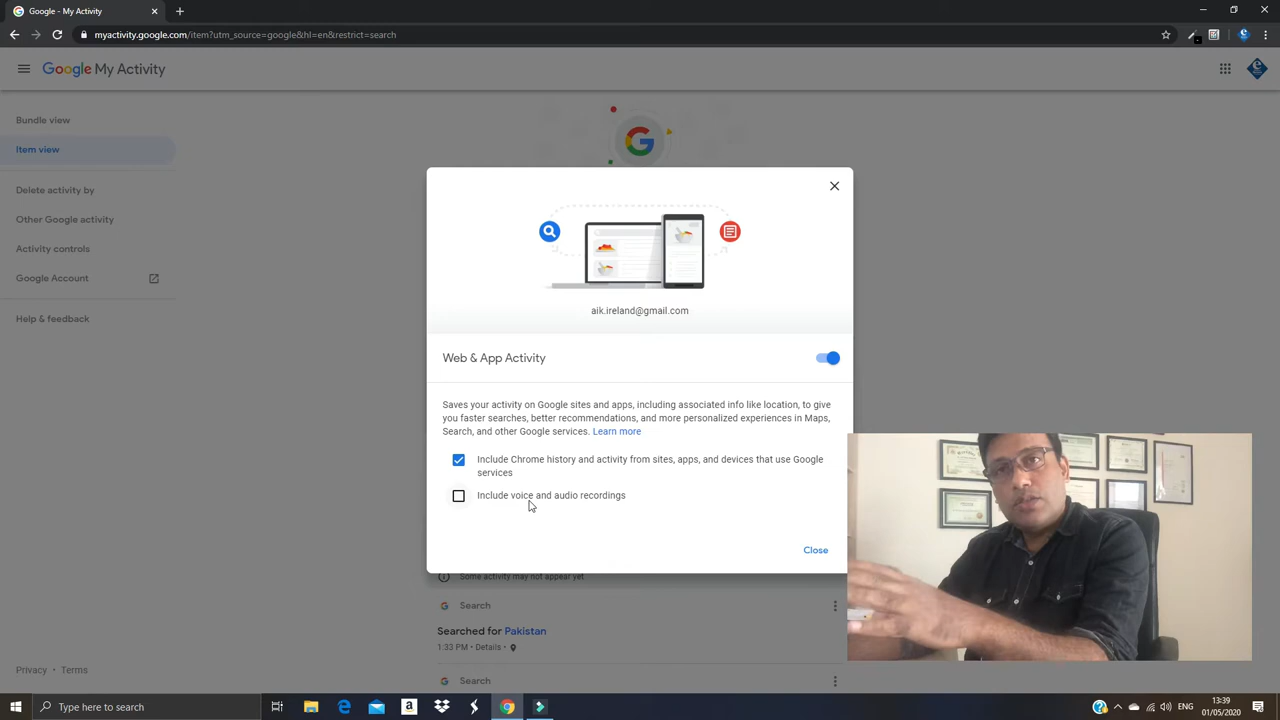 Google - My Activity
myactivity.google.com/item?utm_source=google&hl=en&restrict=search
Google My Activity
Bundle view
Item view
Delete activity by
Other Google activity
Activity controls
Google Account
Help & feedback
aik.ireland@gmail.com
Web & App Activity
Saves your activity on Google sites and apps, including associated info like location, to give
you faster searches, better recommendations, and more personalized experiences in Maps,
Search, and other Google services. Learn more
Include Chrome history and activity from sites, apps, and devices that use Google
services
Include voice and audio recordings
Close
Some activity may not appear yet
Search
Searched for Pakistan
1:33 PM • Details •
Search
Privacy • Terms
Type here to search
ENG
13:39
01/05/2020